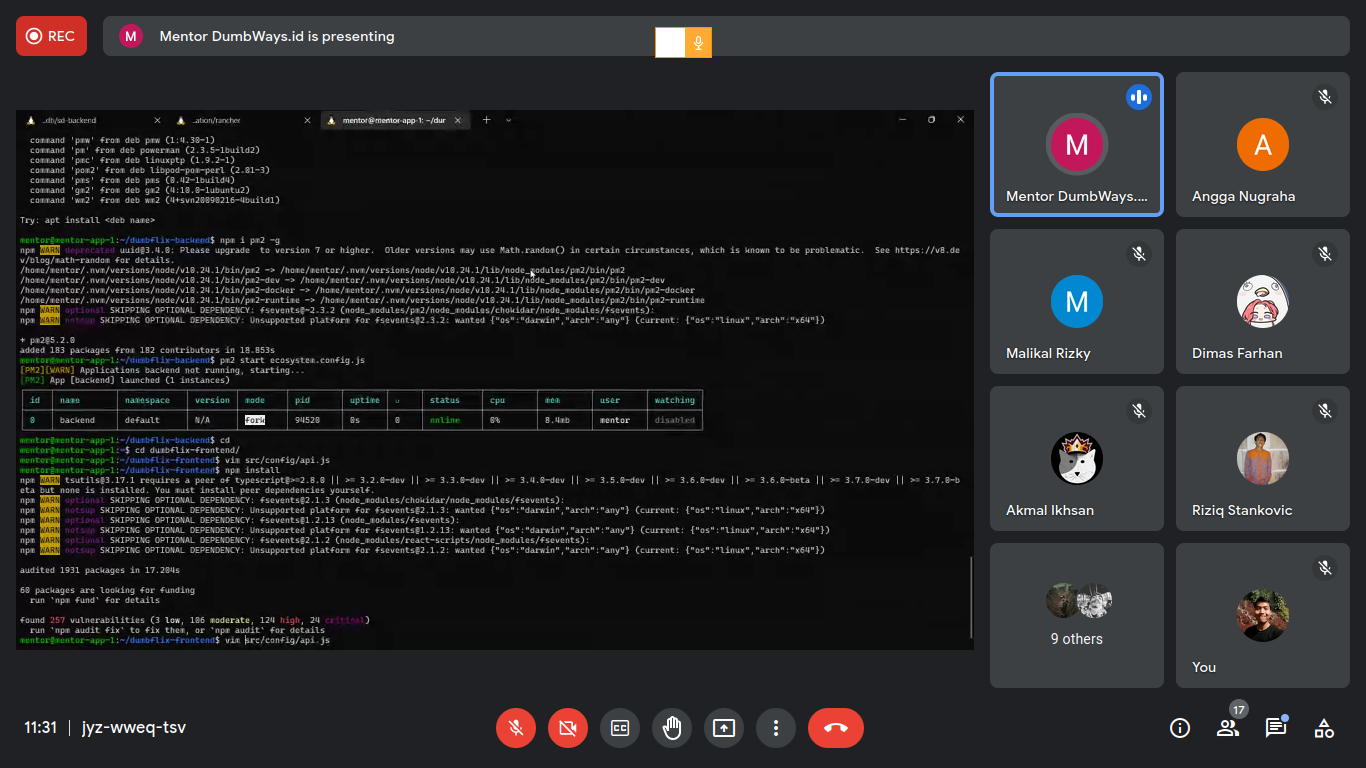 REC
M
Mentor DumbWays.id is presenting
..db/sd-backend
..ation/rancher
mentor@mentor-app-1: ~/dur
command 'pmw' from deb pmw (1:4.30-1)
command 'pm' from deb powerman (2.3.5-1build2)
command 'pmc' from deb linuxptp (1.9.2-1)
command 'pom2' from deb libpod-pom-perl (2.01-3)
command 'pms' from deb pms (0.42-1build4)
command 'gm2' from deb gm2 (4:10.0-1ubuntu2)
command 'wm2' from deb wm2 (4+svn20090216-4build1)
Try: apt install <deb name>
mentor@mentor-app-1:~/dumbflix-backend$ npm i pm2 -g
npm WARN deprecated uuid@3.4.0: Please upgrade  to version 7 or higher.  Older versions may use Math.random() in certain circumstances, which is known to be problematic.  See https://v8.de
v/blog/math-random for details.
/home/mentor/.nvm/versions/node/v10.24.1/bin/pm2 -> /home/mentor/.nvm/versions/node/v10.24.1/lib/node_modules/pm2/bin/pm2
/home/mentor/.nvm/versions/node/v10.24.1/bin/pm2-dev -> /home/mentor/.nvm/versions/node/v10.24.1/lib/node_modules/pm2/bin/pm2-dev
/home/mentor/.nvm/versions/node/v10.24.1/bin/pm2-docker -> /home/mentor/.nvm/versions/node/v10.24.1/lib/node_modules/pm2/bin/pm2-docker
/home/mentor/.nvm/versions/node/v10.24.1/bin/pm2-runtime -> /home/mentor/.nvm/versions/node/v10.24.1/lib/node_modules/pm2/bin/pm2-runtime
npm WARN optional SKIPPING OPTIONAL DEPENDENCY: fsevents@~2.3.2 (node_modules/pm2/node_modules/chokidar/node_modules/fsevents):
npm WARN notsup SKIPPING OPTIONAL DEPENDENCY: Unsupported platform for fsevents@2.3.2: wanted {"os":"darwin","arch":"any"} (current: {"os":"linux","arch":"x64"})
+ pm2@5.2.0
added 183 packages from 182 contributors in 18.853s
mentor@mentor-app-1:~/dumbflix-backend$ pm2 start ecosystem.config.js
[PM2][WARN] Applications backend not running, starting...
[PM2] App [backend] launched (1 instances)
id name namespace version mode pid uptime ↺ status cpu mem user watching
0 backend default N/A fork 94520 0s 0 online 0% 8.4mb mentor disabled
mentor@mentor-app-1:~/dumbflix-backend$ cd
mentor@mentor-app-1:~$ cd dumbflix-frontend/
mentor@mentor-app-1:~/dumbflix-frontend$ vim src/config/api.js
mentor@mentor-app-1:~/dumbflix-frontend$ npm install
npm WARN tsutils@3.17.1 requires a peer of typescript@>=2.8.0 || >= 3.2.0-dev || >= 3.3.0-dev || >= 3.4.0-dev || >= 3.5.0-dev || >= 3.6.0-dev || >= 3.6.0-beta || >= 3.7.0-dev || >= 3.7.0-b
eta but none is installed. You must install peer dependencies yourself.
npm WARN optional SKIPPING OPTIONAL DEPENDENCY: fsevents@2.1.3 (node_modules/chokidar/node_modules/fsevents):
npm WARN notsup SKIPPING OPTIONAL DEPENDENCY: Unsupported platform for fsevents@2.1.3: wanted {"os":"darwin","arch":"any"} (current: {"os":"linux","arch":"x64"})
npm WARN optional SKIPPING OPTIONAL DEPENDENCY: fsevents@1.2.13 (node_modules/fsevents):
npm WARN notsup SKIPPING OPTIONAL DEPENDENCY: Unsupported platform for fsevents@1.2.13: wanted {"os":"darwin","arch":"any"} (current: {"os":"linux","arch":"x64"})
npm WARN optional SKIPPING OPTIONAL DEPENDENCY: fsevents@2.1.2 (node_modules/react-scripts/node_modules/fsevents):
npm WARN notsup SKIPPING OPTIONAL DEPENDENCY: Unsupported platform for fsevents@2.1.2: wanted {"os":"darwin","arch":"any"} (current: {"os":"linux","arch":"x64"})
audited 1931 packages in 17.204s
60 packages are looking for funding
run `npm fund` for details
found 257 vulnerabilities (3 low, 106 moderate, 124 high, 24 critical)
run `npm audit fix` to fix them, or `npm audit` for details
mentor@mentor-app-1:~/dumbflix-frontend$ vim src/config/api.js
M
Mentor DumbWays....
A
Angga Nugraha
M
Malikal Rizky
Dimas Farhan
Akmal Ikhsan
Riziq Stankovic
9 others
You
11:31
jyz-wweq-tsv
CC
17